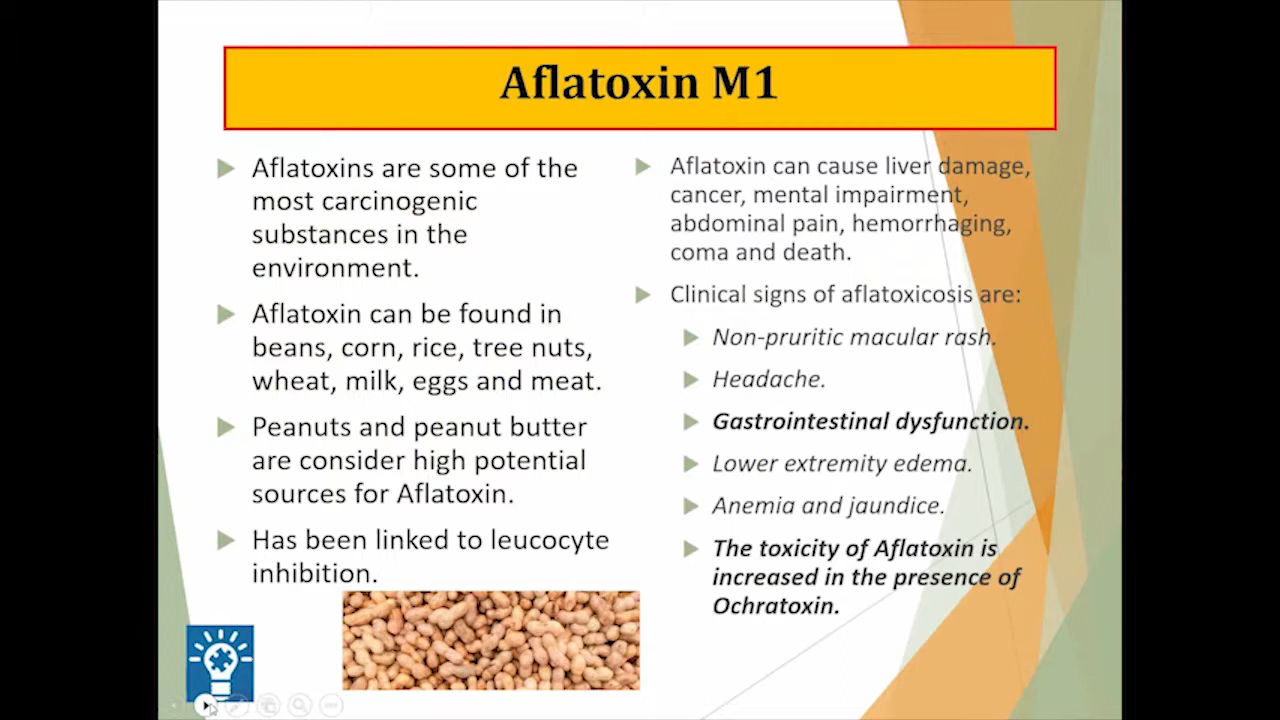 Aflatoxin M1
Aflatoxins are some of the
most carcinogenic
substances in the
environment.
Aflatoxin can be found in
beans, corn, rice, tree nuts,
wheat, milk, eggs and meat.
Peanuts and peanut butter
are consider high potential
sources for Aflatoxin.
Has been linked to leucocyte
inhibition.
Aflatoxin can cause liver damage,
cancer, mental impairment,
abdominal pain, hemorrhaging,
coma and death.
Clinical signs of aflatoxicosis are:
Non-pruritic macular rash.
Headache.
Gastrointestinal dysfunction.
Lower extremity edema.
Anemia and jaundice.
The toxicity of Aflatoxin is
increased in the presence of
Ochratoxin.